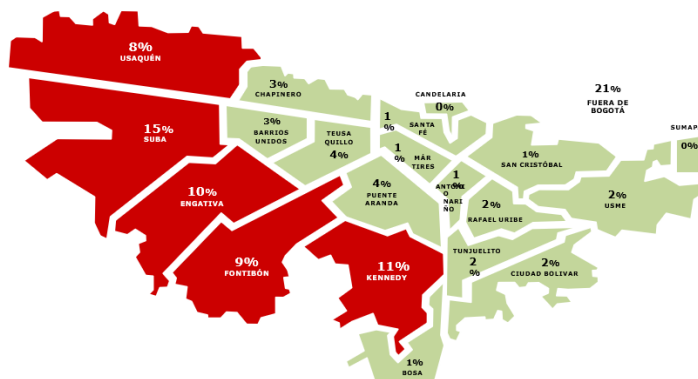 8%
USAQUÉN
3%
CHAPINERO
CANDELARIA
0%
21%
FUERA DE
BOGOTÁ
15%
SUBA
3%
BARRIOS
UNIDOS
TEUSA
QUILLO
4%
1
%
SANTA
FÉ
SUMAP
0%
1
%
MÁR
TIRES
1%
SAN CRISTÓBAL
10%
ENGATIVA
4%
PUENTE
ARANDA
1
%
ANTONI
O
NARI
ÑO
2%
RAFAEL URIBE
2%
USME
9%
FONTIBÓN
11%
KENNEDY
TUNJUELITO
2
%
2%
CIUDAD BOLIVAR
1%
BOSA